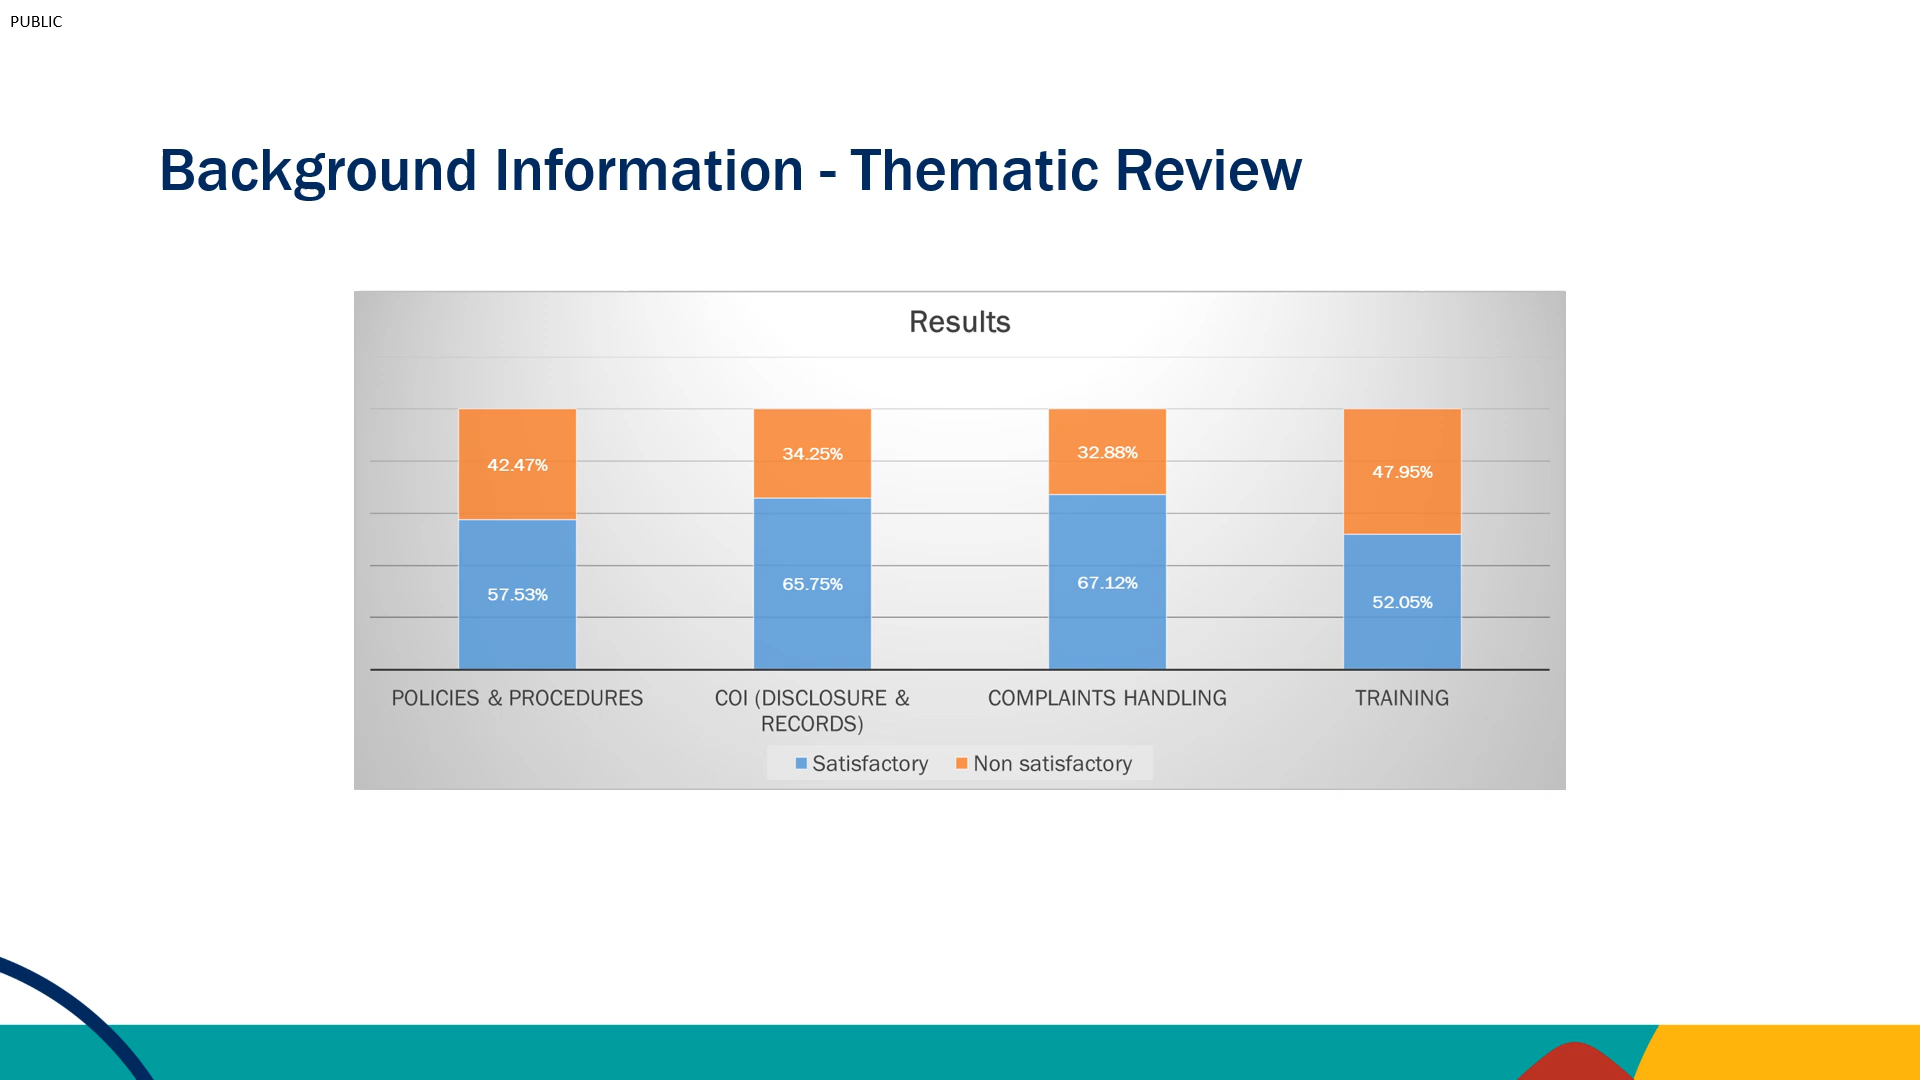 PUBLIC
Background Information - Thematic Review
Results
42.47%
34.25%
32.88%
47.95%
57.53%
65.75%
67.12%
52.05%
POLICIES & PROCEDURES
COI (DISCLOSURE &
RECORDS)
COMPLAINTS HANDLING
TRAINING
Satisfactory
Non satisfactory